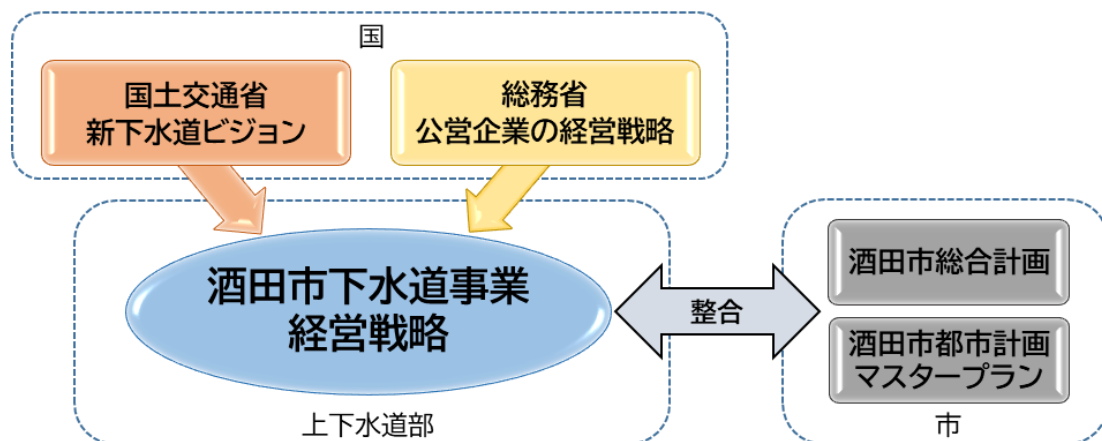 国
国土交通省
新下水道ビジョン
総務省
公営企業の経営戦略
酒田市下水道事業
経営戦略
上下水道部
整合
酒田市総合計画
酒田市都市計画
マスタープラン
市